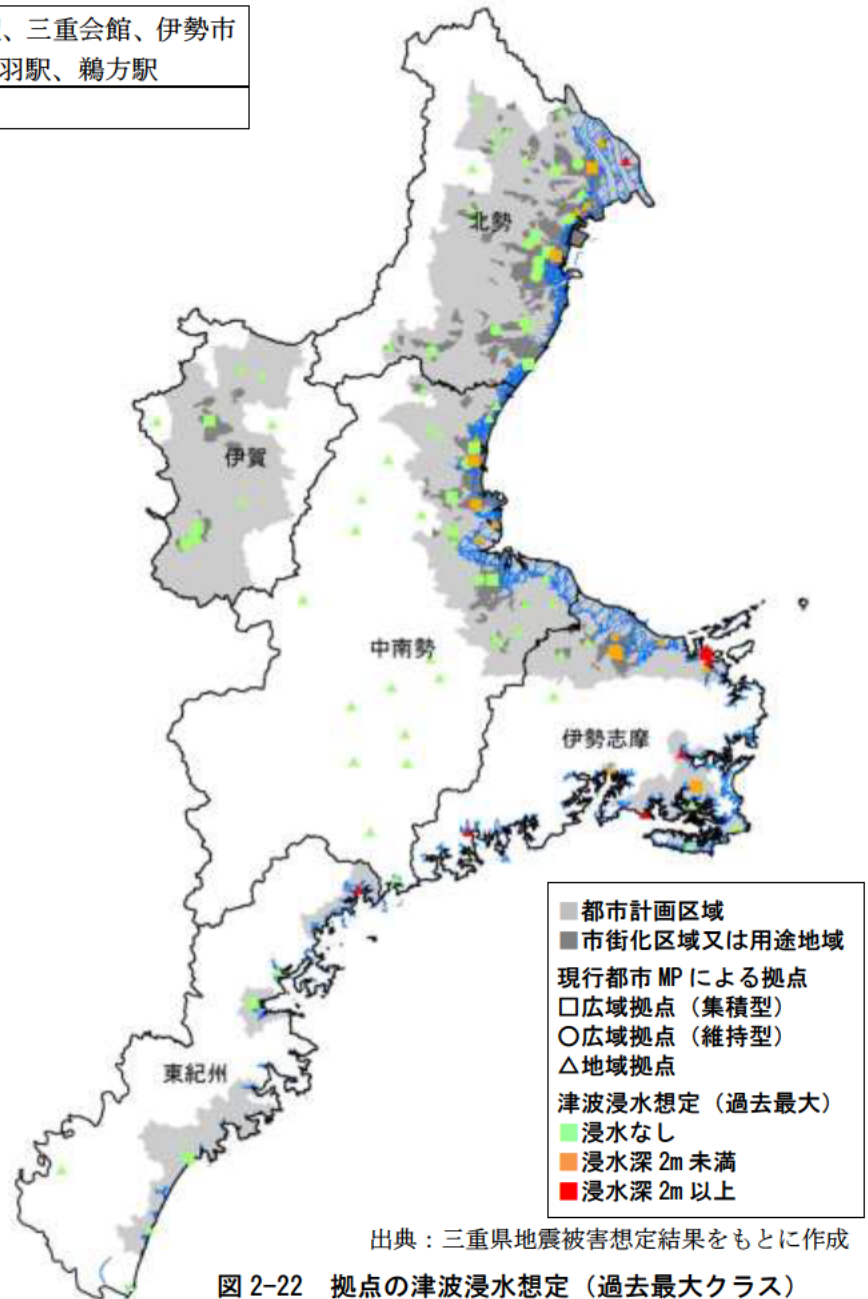 、三重会館、伊勢市
羽駅、鵜方駅
北勢
伊賀
中南勢
伊勢志摩
東紀州
都市計画区域
市街化区域又は用途地域
現行都市 MP による拠点
□広域拠点（集積型）
○広域拠点（維持型）
△地域拠点
津波浸水想定（過去最大）
浸水なし
浸水深 2m 未満
浸水深 2m 以上
出典：三重県地震被害想定結果をもとに作成
図 2-22　拠点の津波浸水想定（過去最大クラス）